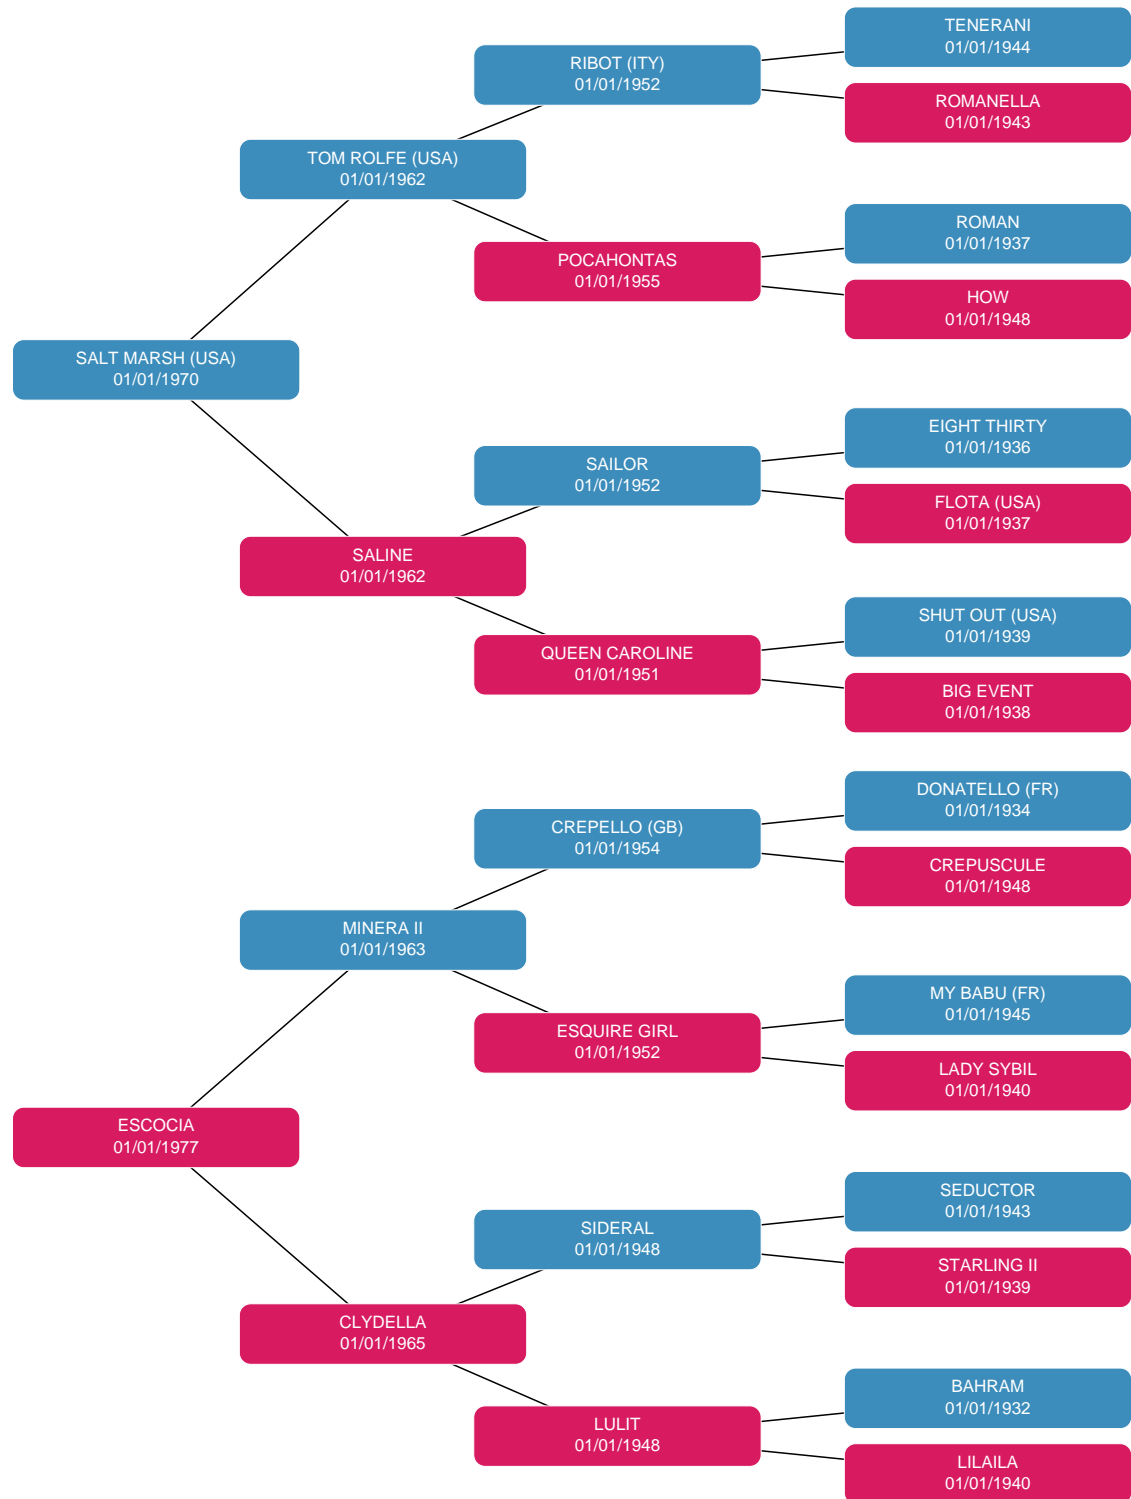 TENERANI
01/01/1944
RIBOT (ITY)
01/01/1952
ROMANELLA
01/01/1943
TOM ROLFE (USA)
01/01/1962
ROMAN
01/01/1937
POCAHONTAS
01/01/1955
HOW
01/01/1948
SALT MARSH (USA)
01/01/1970
EIGHT THIRTY
01/01/1936
SAILOR
01/01/1952
FLOTA (USA)
01/01/1937
SALINE
01/01/1962
SHUT OUT (USA)
01/01/1939
QUEEN CAROLINE
01/01/1951
BIG EVENT
01/01/1938
DONATELLO (FR)
01/01/1934
CREPELLO (GB)
01/01/1954
CREPUSCULE
01/01/1948
MINERA II
01/01/1963
MY BABU (FR)
01/01/1945
ESQUIRE GIRL
01/01/1952
LADY SYBIL
01/01/1940
ESCOCIA
01/01/1977
SEDUCTOR
01/01/1943
SIDERAL
01/01/1948
STARLING II
01/01/1939
CLYDELLA
01/01/1965
BAHRAM
01/01/1932
LULIT
01/01/1948
LILAILA
01/01/1940